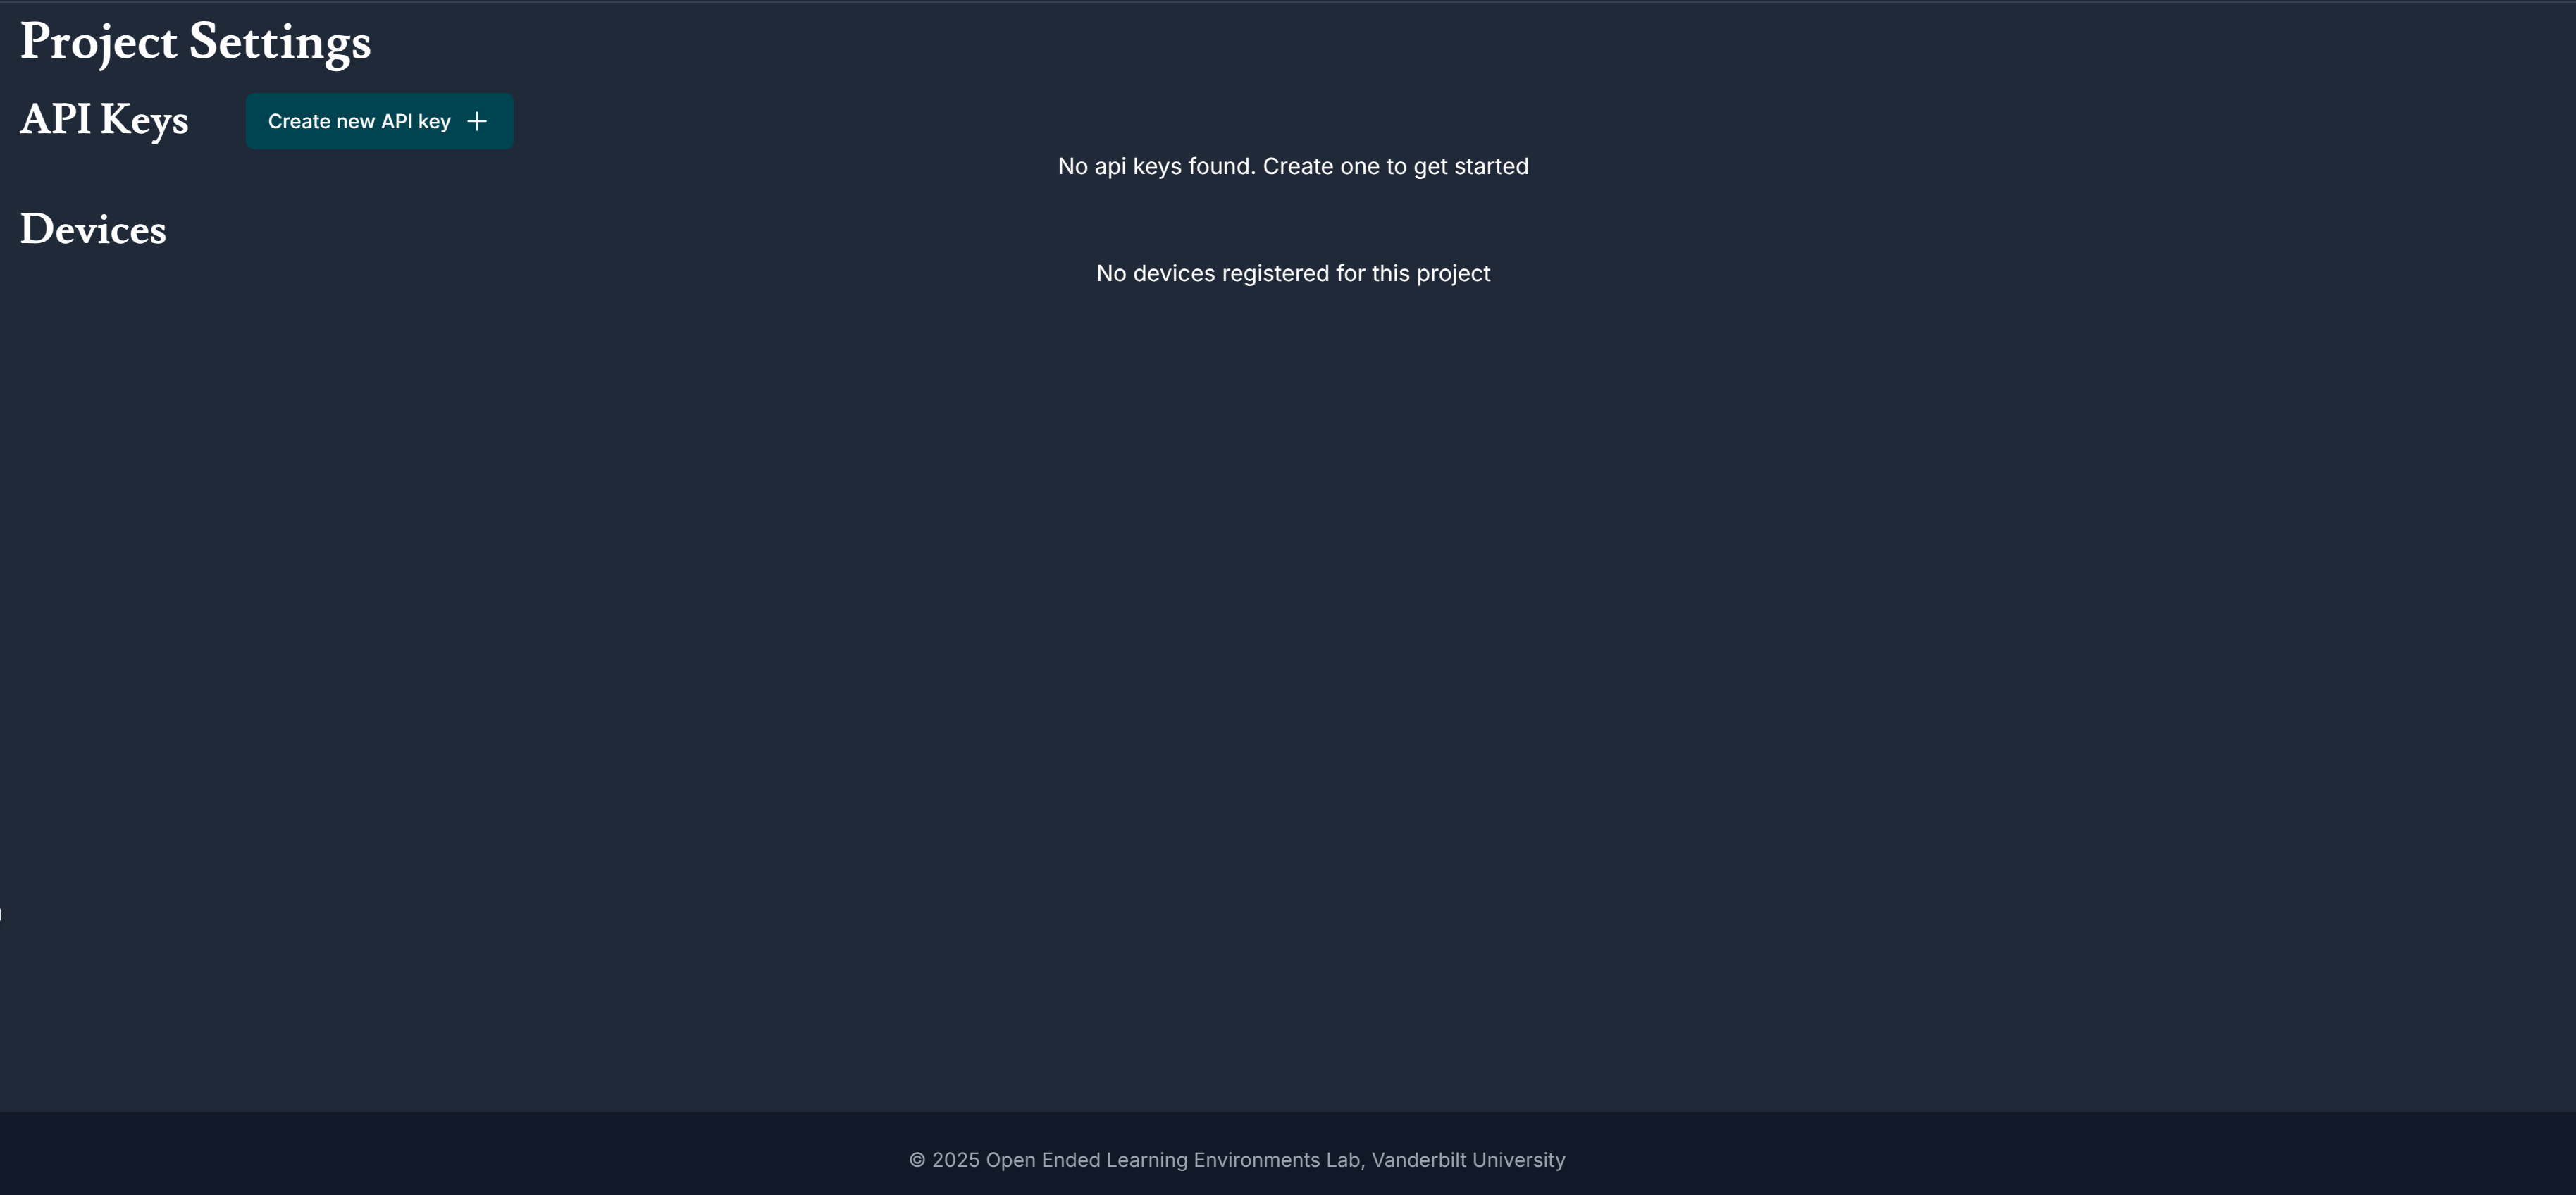 Project Settings
API Keys
Create new API key
No api keys found. Create one to get started
Devices
No devices registered for this project
© 2025 Open Ended Learning Environments Lab, Vanderbilt University